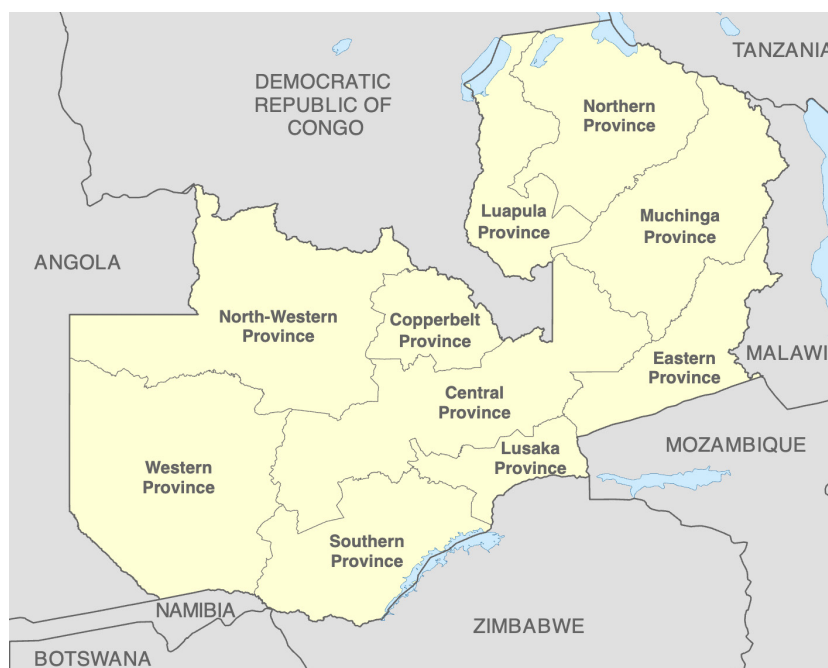 TANZANIA
DEMOCRATIC
REPUBLIC OF
CONGO
Northern
Province
Luapula
Province
Muchinga
Province
ANGOLA
North-Western
Province
Copperbelt
Province
Eastern
Province
MALAWI
Central
Province
Lusaka
Province
MOZAMBIQUE
Western
Province
Southern
Province
NAMIBIA
ZIMBABWE
BOTSWANA